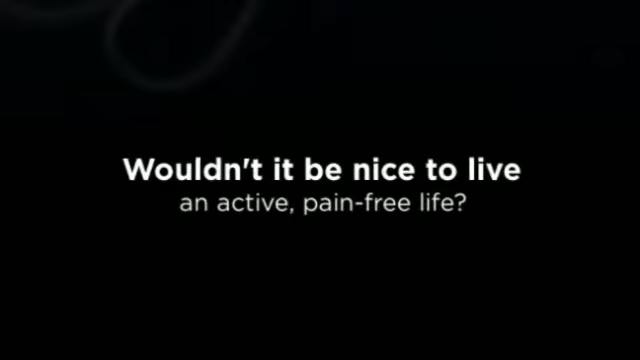 Wouldn't it be nice to live
an active, pain-free life?